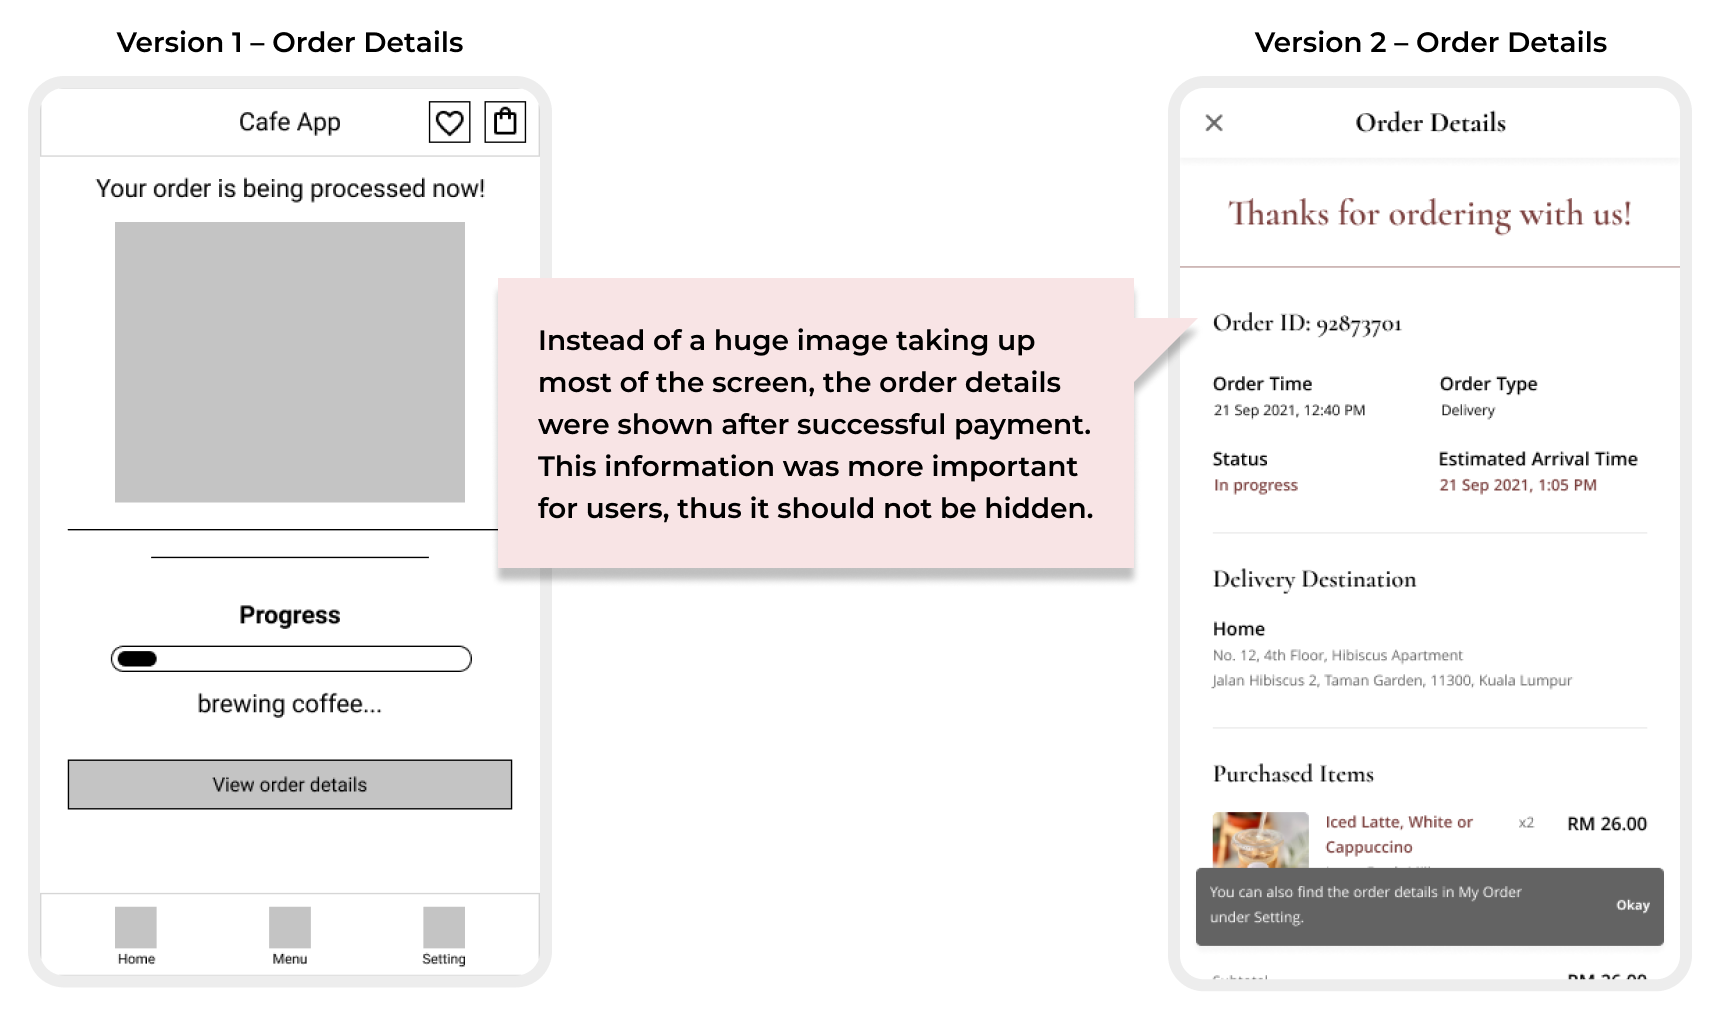 Version 1 – Order Details
Cafe App
Your order is being processed now!
Progress
brewing coffee...
View order details
Home
Menu
Setting
Instead of a huge image taking up
most of the screen, the order details
were shown after successful payment.
This information was more important
for users, thus it should not be hidden.
Version 2 – Order Details
Order Details
Thanks for ordering with us!
Order ID: 92873701
Order Time
21 Sep 2021, 12:40 PM
Order Type
Delivery
Status
In progress
Estimated Arrival Time
21 Sep 2021, 1:05 PM
Delivery Destination
Home
No. 12, 4th Floor, Hibiscus Apartment
Jalan Hibiscus 2, Taman Garden, 11300, Kuala Lumpur
Purchased Items
Iced Latte, White or
Cappuccino
x2
RM 26.00
You can also find the order details in My Order
under Setting.
Okay
Subtotal
RM 26.00